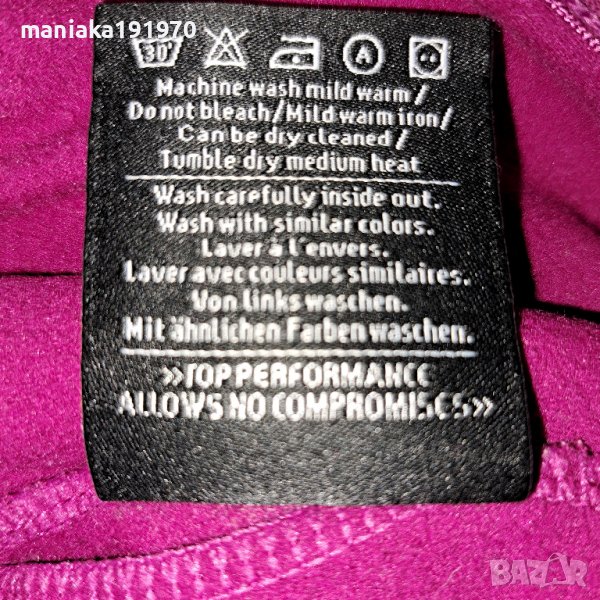 maniaka191970
30°
A
Machine wash mild warm /
Do not bleach/Mild warm iron/
Can be dry cleaned /
Tumble dry medium heat
Wash carefully inside out.
Wash with similar colors.
Laver à l'envers.
Laver avec couleurs similaires.
Von links waschen.
Mit ähnlichen Farben waschen.
»TOP PERFORMANCE
ALLOWS NO COMPROMISES»
BAZAR